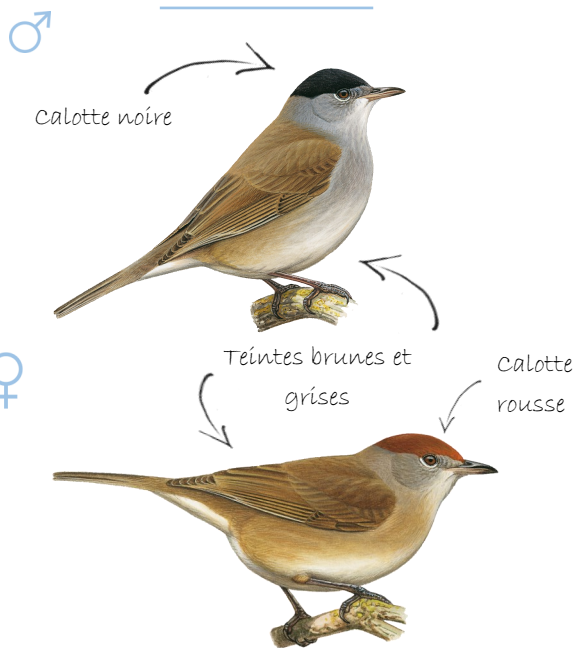 Calotte noire
Teintes brunes et
grises
Calotte
rousse